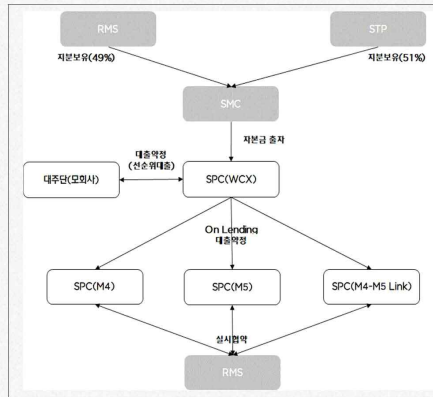 RMS
STP
지분보유(49%)
지분보유(51%)
SMC
자본금 출자
대출약정
(선순위대출)
대주단(모회사)
SPC(WCX)
On Lending
대출약정
SPC(M4)
SPC(M5)
SPC(M4-M5 Link)
실시협약
RMS